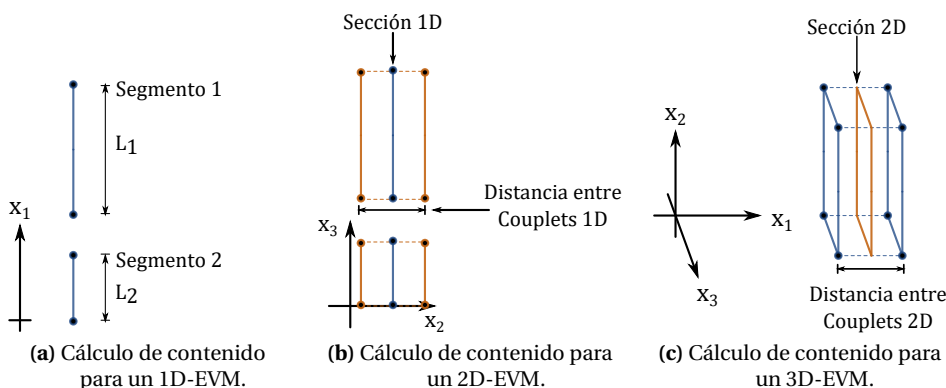 Segmento 1
L1
X1
Segmento 2
L2
(a) Cálculo de contenido
para un 1D-EVM.
Sección 1D
Distancia entre
Couplets 1D
X3
X2
(b) Cálculo de contenido para
un 2D-EVM.
Sección 2D
X2
X1
X3
Distancia entre
Couplets 2D
(c) Cálculo de contenido para
un 3D-EVM.